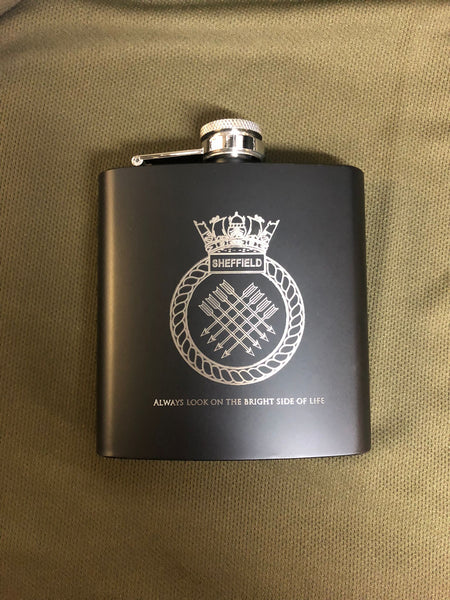 SHEFFIELD
ALWAYS LOOK ON THE BRIGHT SIDE OF LIFE